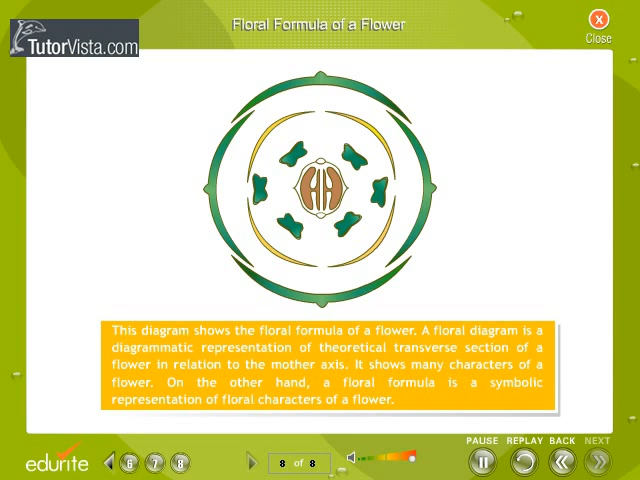 Floral Formula of a Flower
X
Close
TutorVista.com
This diagram shows the floral formula of a flower. A floral diagram is a
diagrammatic representation of theoretical transverse section of a
flower in relation to the mother axis. It shows many characters of a
flower. On the other hand, a floral formula is a symbolic
representation of floral characters of a flower.
PAUSE REPLAY BACK NEXT
edurite
6 7 8
8 of 8